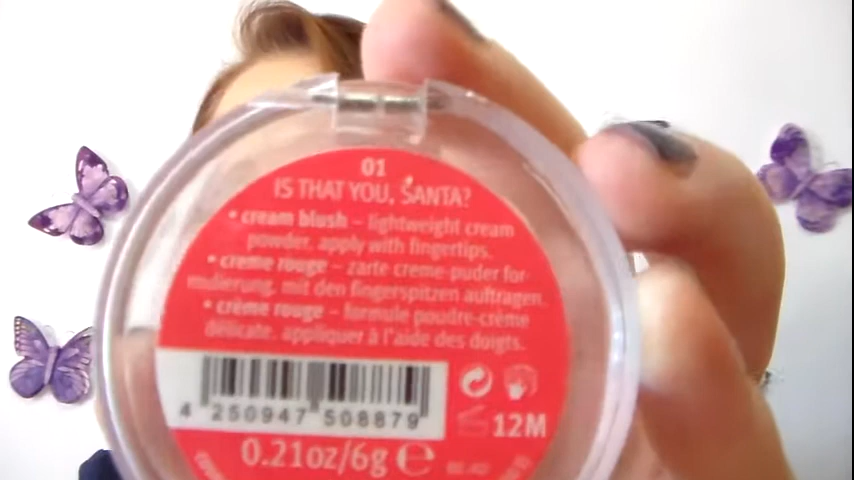 01
IS THAT YOU, SANTA?
• cream blush – lightweight cream
powder. apply with fingertips.
• creme rouge – zarte creme-puder for-
mulierung. mit den fingerspitzen auftragen.
• crème rouge – formule poudre-crème
délicate. appliquer à l'aide des doigts.
4 250947 508879
12M
0.21oz/6g e